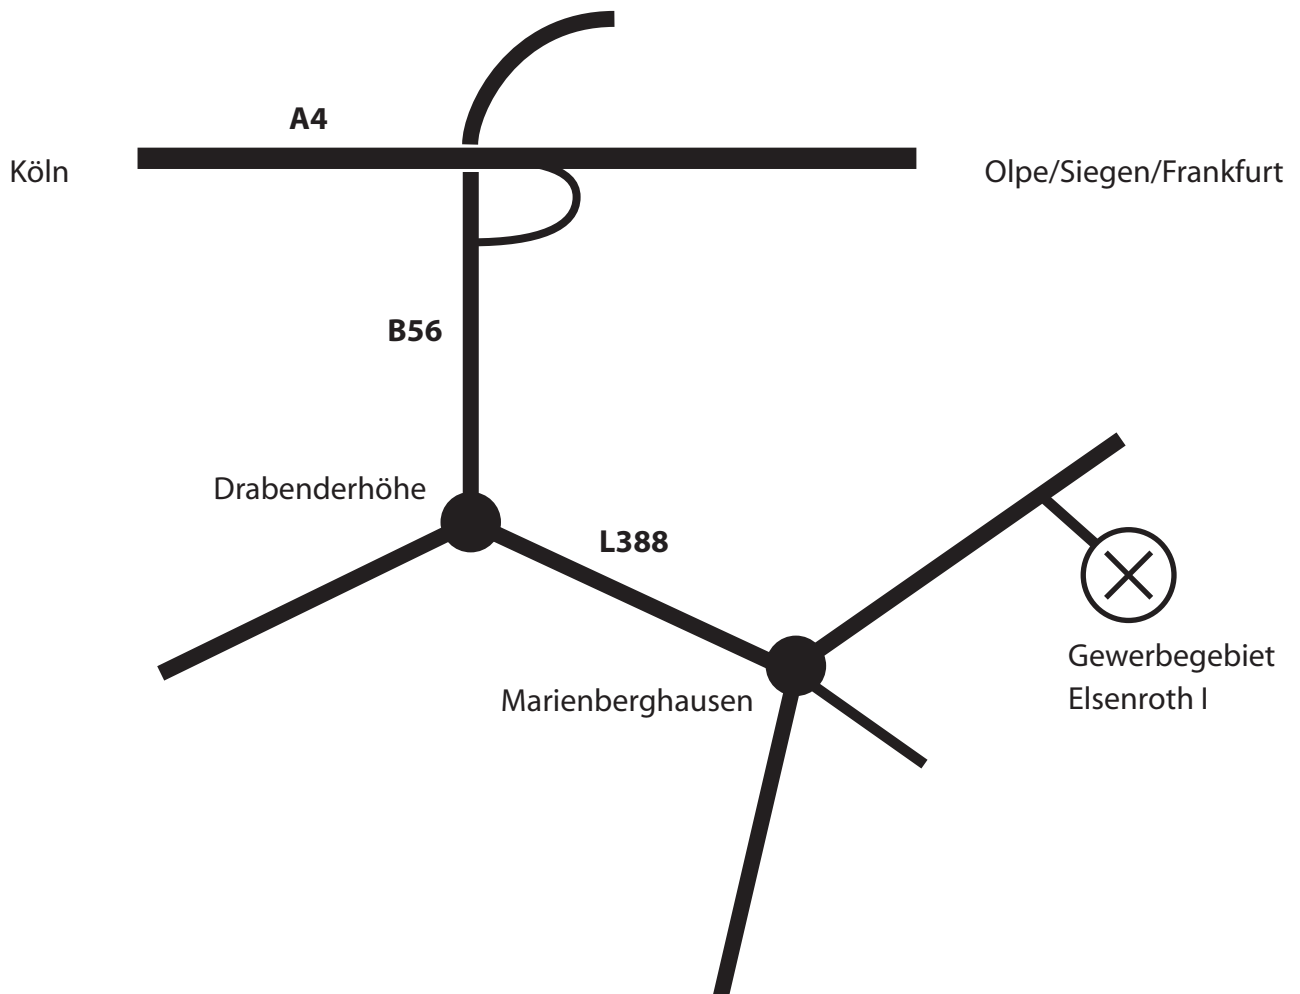 A4
Köln
Olpe/Siegen/Frankfurt
B56
Drabenderhöhe
L388
Gewerbegebiet
Elsenroth I
Marienberghausen